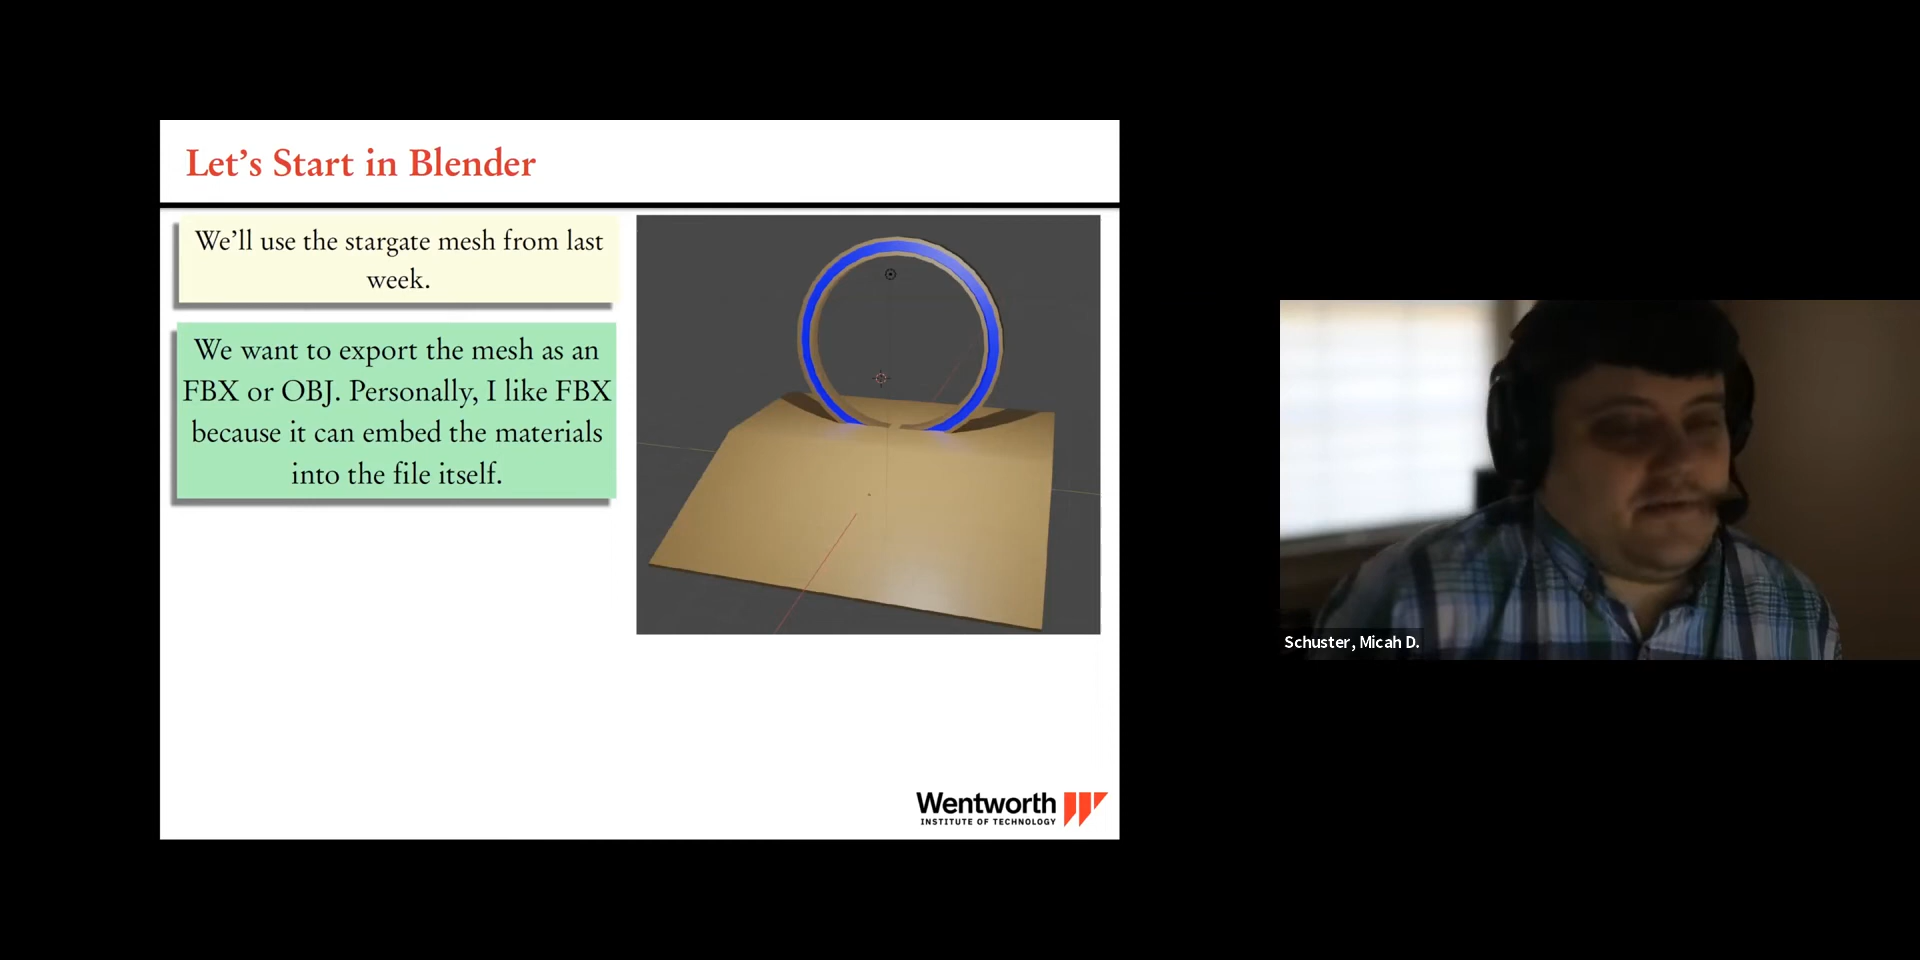 Let's Start in Blender
We'll use the stargate mesh from last
week.
We want to export the mesh as an
FBX or OBJ. Personally, I like FBX
because it can embed the materials
into the file itself.
Wentworth
INSTITUTE OF TECHNOLOGY
Schuster, Micah D.